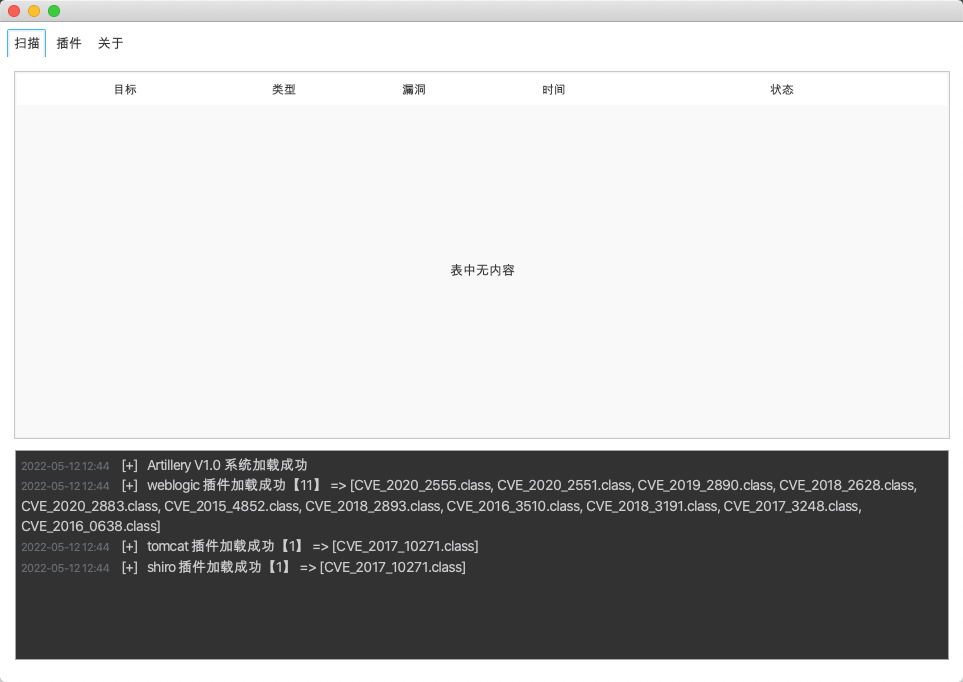 扫描 插件 关于
目标 类型 漏洞 时间 状态
表中无内容
2022-05-12 12:44 [+] Artillery V1.0 系统加载成功
2022-05-12 12:44 [+] weblogic 插件加载成功【11】 => [CVE_2020_2555.class, CVE_2020_2551.class, CVE_2019_2890.class, CVE_2018_2628.class,
CVE_2020_2883.class, CVE_2015_4852.class, CVE_2018_2893.class, CVE_2016_3510.class, CVE_2018_3191.class, CVE_2017_3248.class,
CVE_2016_0638.class]
2022-05-12 12:44 [+] tomcat 插件加载成功【1】 => [CVE_2017_10271.class]
2022-05-12 12:44 [+] shiro 插件加载成功【1】 => [CVE_2017_10271.class]